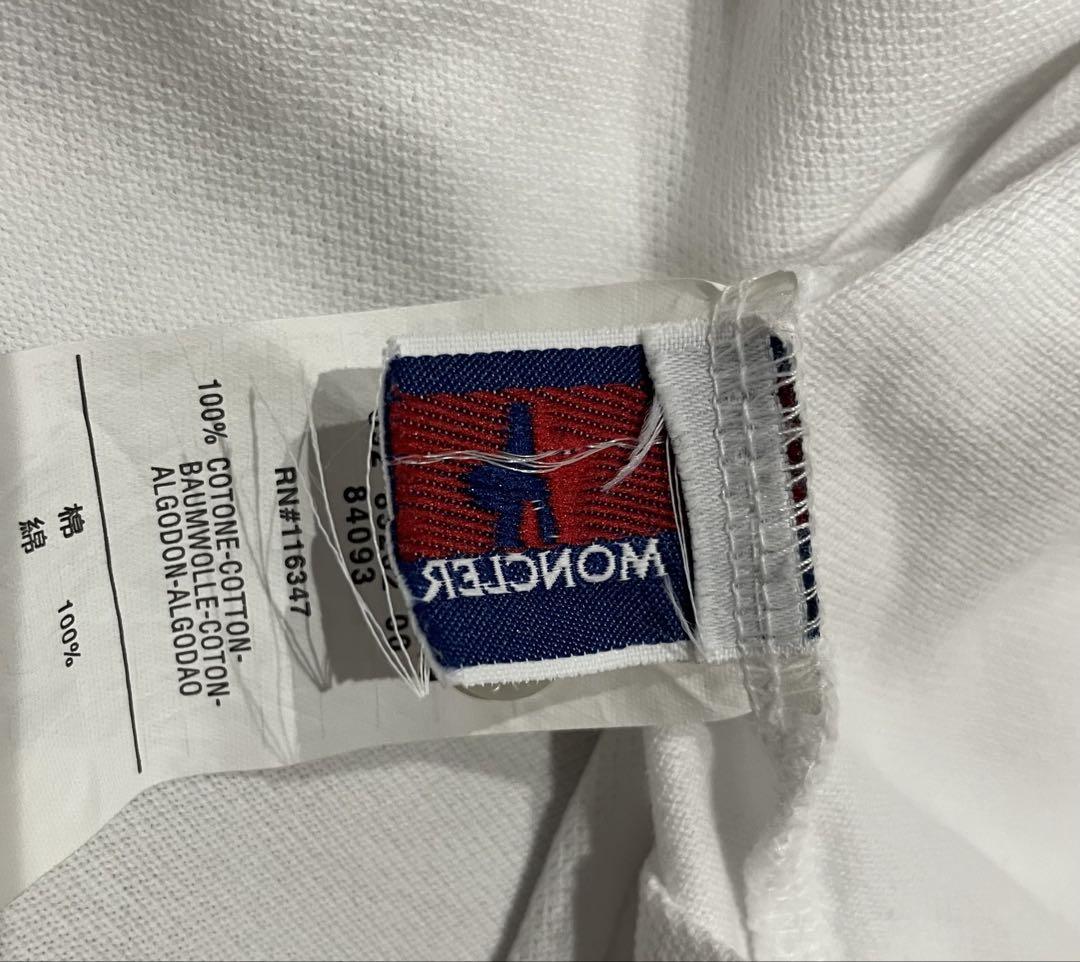 MONCLER
84093
RN#116347
100% COTONE-COTTON-
BAUMWOLLE-COTON-
ALGODON-ALGODAO
棉 100%
綿